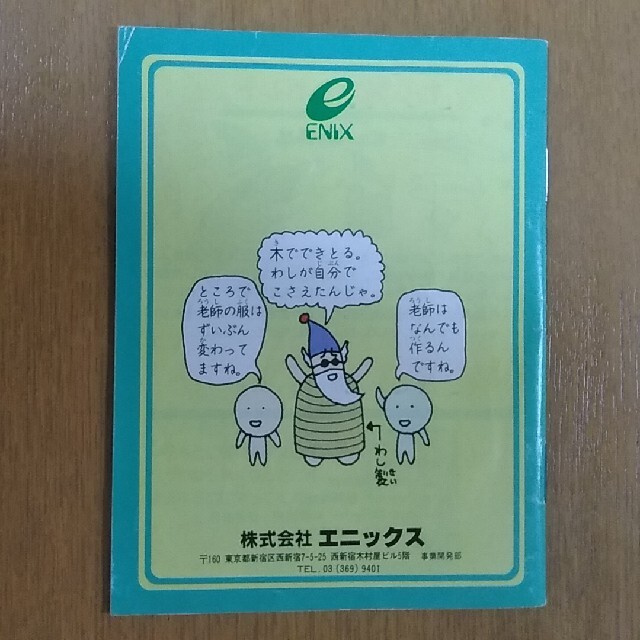 ENIX
木でできとる。
わしが自分で
こさえたんじゃ。
ところで
老師の服は
ずいぶん
変わって
ますね。
老師は
なんでも
作るん
ですね。
わし製
株式会社 エニックス
〒160 東京都新宿区西新宿7-5-25 西新宿木村屋ビル5階 事業開発部
TEL.03(369)9401